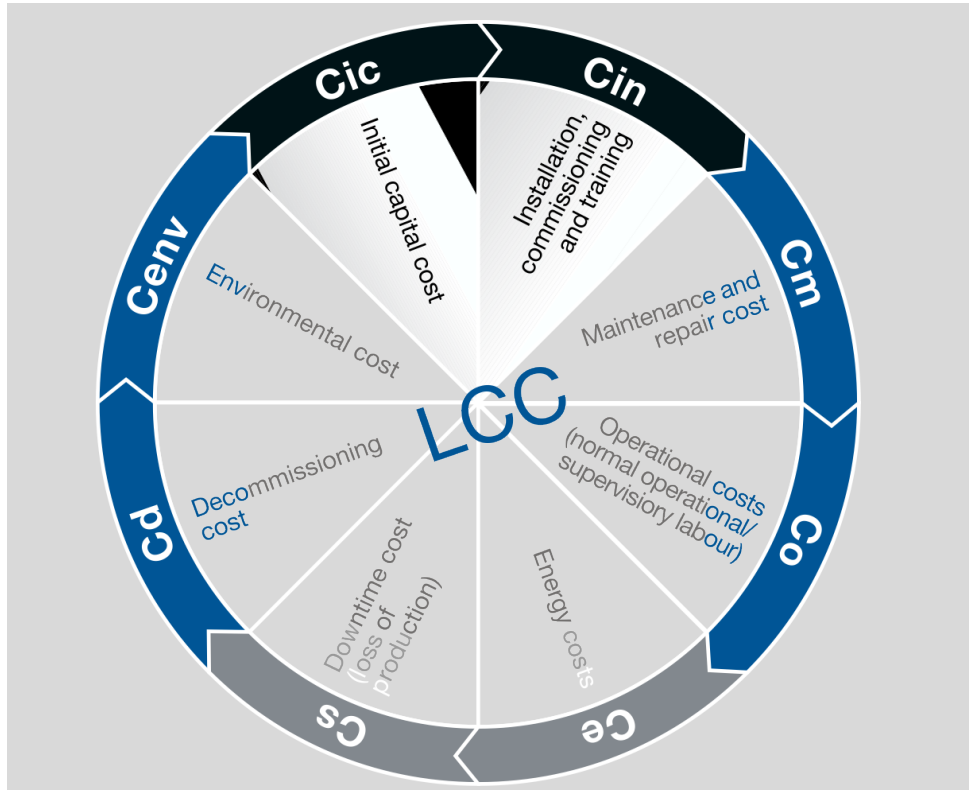 Cic
Initial capital cost
Cin
Installation,
commissioning
and training
Cm
Maintenance and
repair cost
Co
Operational costs
(normal operational/
supervisiory labour)
Ce
Energy costs
Cs
Downtime cost
(loss of
production)
Cd
Decommissioning
cost
Cenv
Environmental cost
LCC